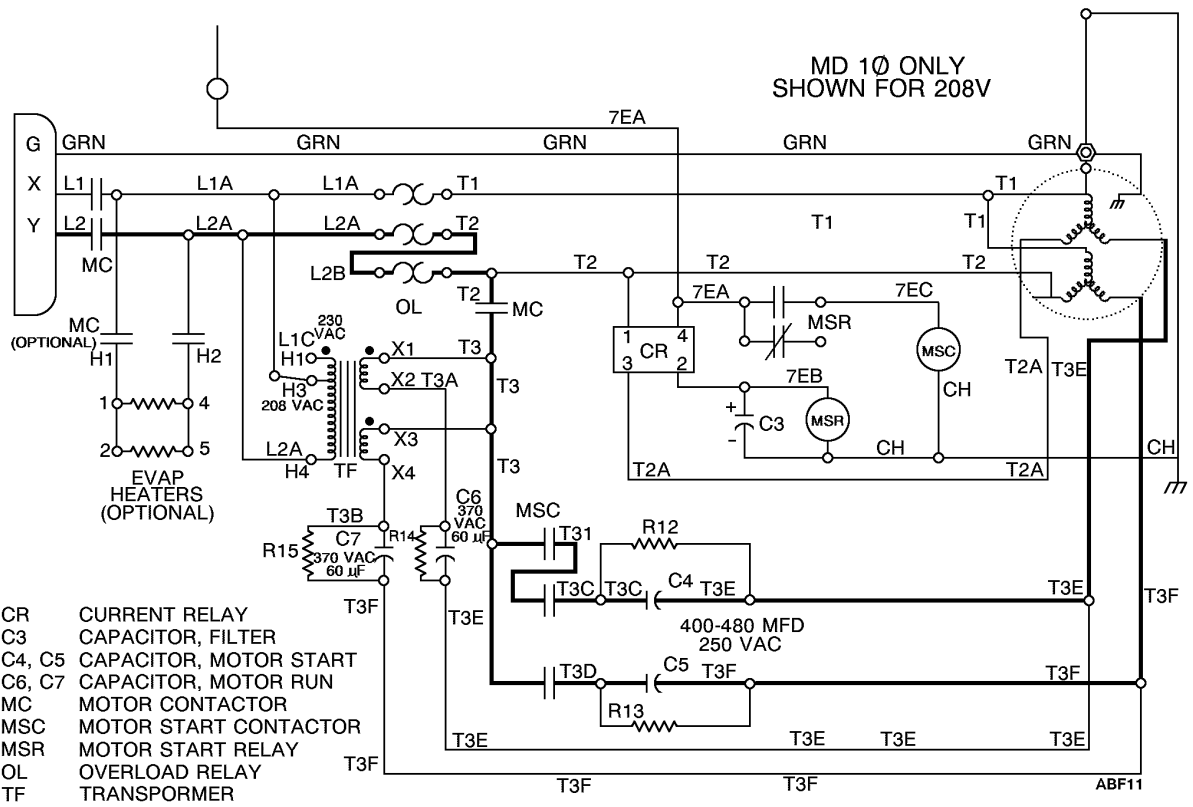 MD 1Ø ONLY
SHOWN FOR 208V
7EA
G GRN GRN GRN GRN GRN
X L1 L1A L1A T1 T1
Y L2 L2A L2A T2 T1 T1
MC
L2B T2 T2 T2 T2
OL
MC
7EA 7EC
MSR
MC
(OPTIONAL)
H1 H2
L1C 230
VAC
H1 X1 T3
1 4
CR
3 2
MSC
T2A T3E
H3
208 VAC
X2 T3A T3
7EB
CH
1 4
+
C3
-
MSR
X3
2 5
L2A
H4 TF X4
T3
CH
CH
T2A T2A
EVAP
HEATERS
(OPTIONAL)
C6
370
VAC
60 µF
MSC
T3B
R15
C7
370 VAC
60 µF
R14
T31
R12
T3F T3E
T3C T3C C4 T3E T3E T3F
400-480 MFD
250 VAC
T3D C5 T3F T3F
R13
T3E T3E T3E T3E
T3F T3F T3F
CR CURRENT RELAY
C3 CAPACITOR, FILTER
C4, C5 CAPACITOR, MOTOR START
C6, C7 CAPACITOR, MOTOR RUN
MC MOTOR CONTACTOR
MSC MOTOR START CONTACTOR
MSR MOTOR START RELAY
OL OVERLOAD RELAY
TF TRANSPORMER
ABF11